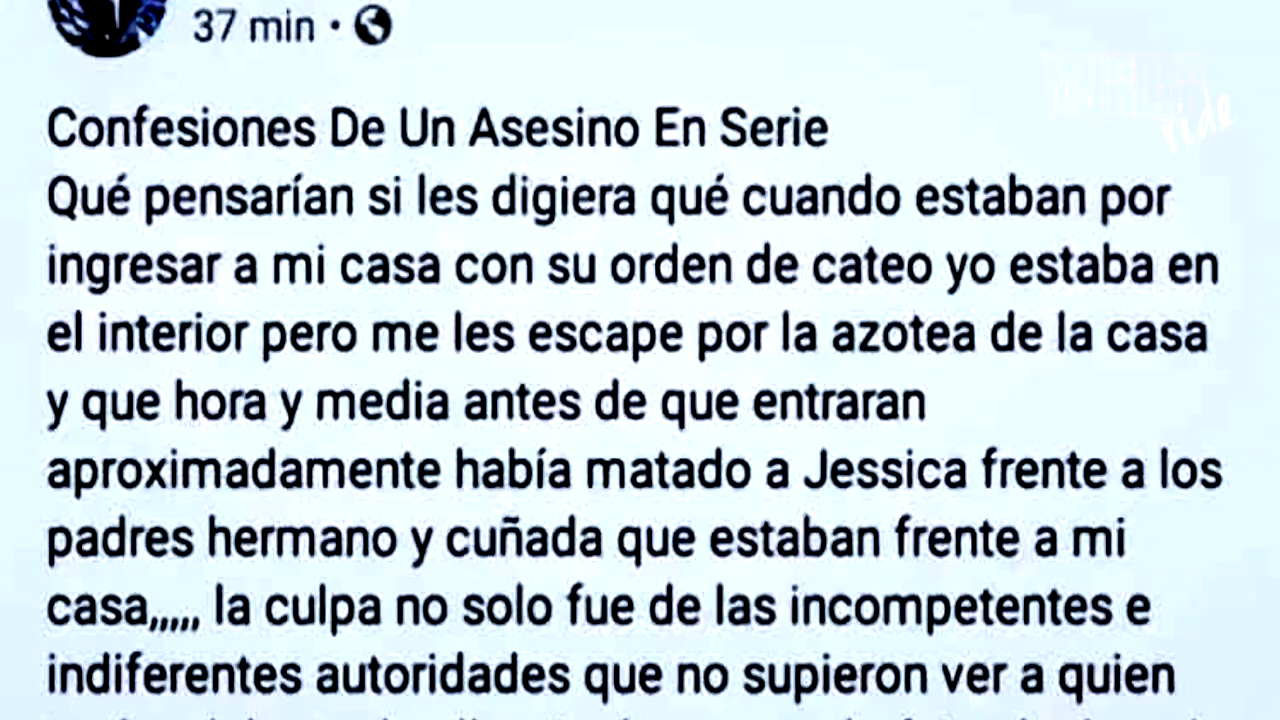 37 min ·
Confesiones De Un Asesino En Serie
Qué pensarían si les digiera qué cuando estaban por
ingresar a mi casa con su orden de cateo yo estaba en
el interior pero me les escape por la azotea de la casa
y que hora y media antes de que entraran
aproximadamente había matado a Jessica frente a los
padres hermano y cuñada que estaban frente a mi
casa,,,,, la culpa no solo fue de las incompetentes e
indiferentes autoridades que no supieron ver a quien
ride